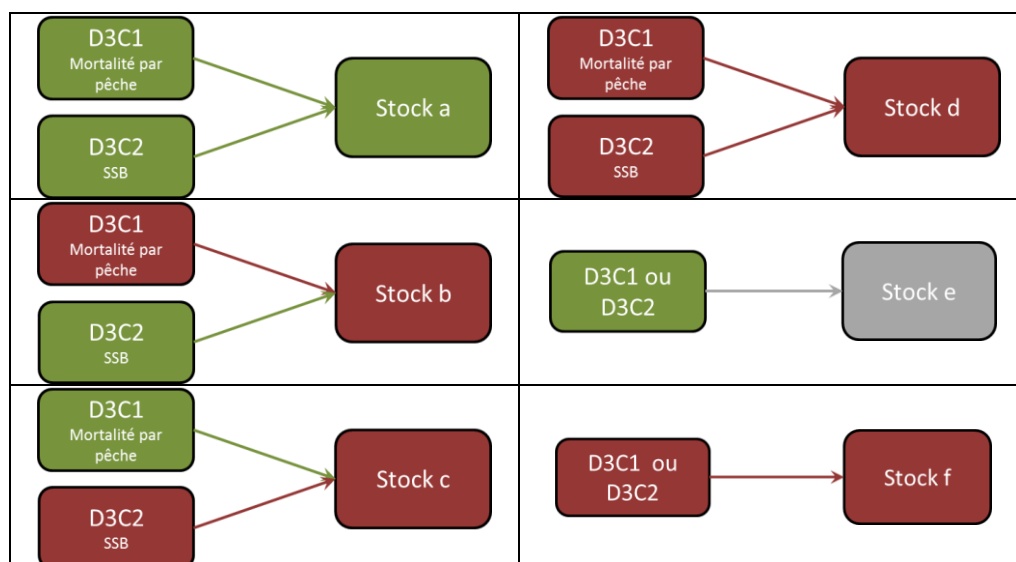 D3C1
Mortalité par
pêche
D3C2
SSB
Stock a
D3C1
Mortalité par
pêche
D3C2
SSB
Stock d
D3C1
Mortalité par
pêche
D3C2
SSB
Stock b
D3C1 ou
D3C2
Stock e
D3C1
Mortalité par
pêche
D3C2
SSB
Stock c
D3C1 ou
D3C2
Stock f